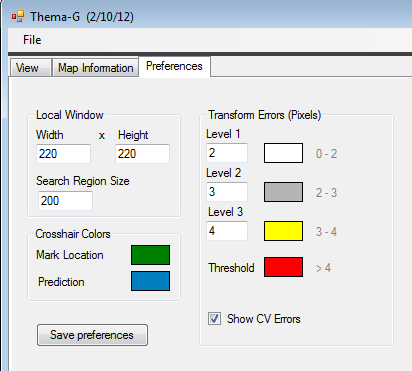 Thema-G (2/10/12)
File
View Map Information Preferences
Local Window
Width x Height
220 220
Search Region Size
200
Crosshair Colors
Mark Location
Prediction
Save preferences
Transform Errors (Pixels)
Level 1
2 0 - 2
Level 2
3 2 - 3
Level 3
4 3 - 4
Threshold > 4
Show CV Errors